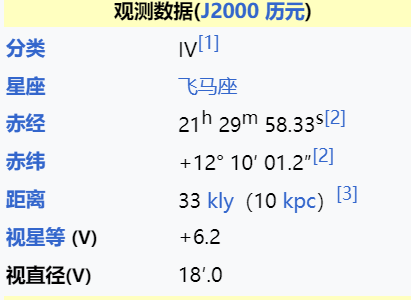 观测数据(J2000 历元)
分类 IV[1]
星座 飞马座
赤经 21h 29m 58.33s[2]
赤纬 +12° 10′ 01.2″[2]
距离 33 kly（10 kpc）[3]
视星等 (V) +6.2
视直径(V) 18′.0